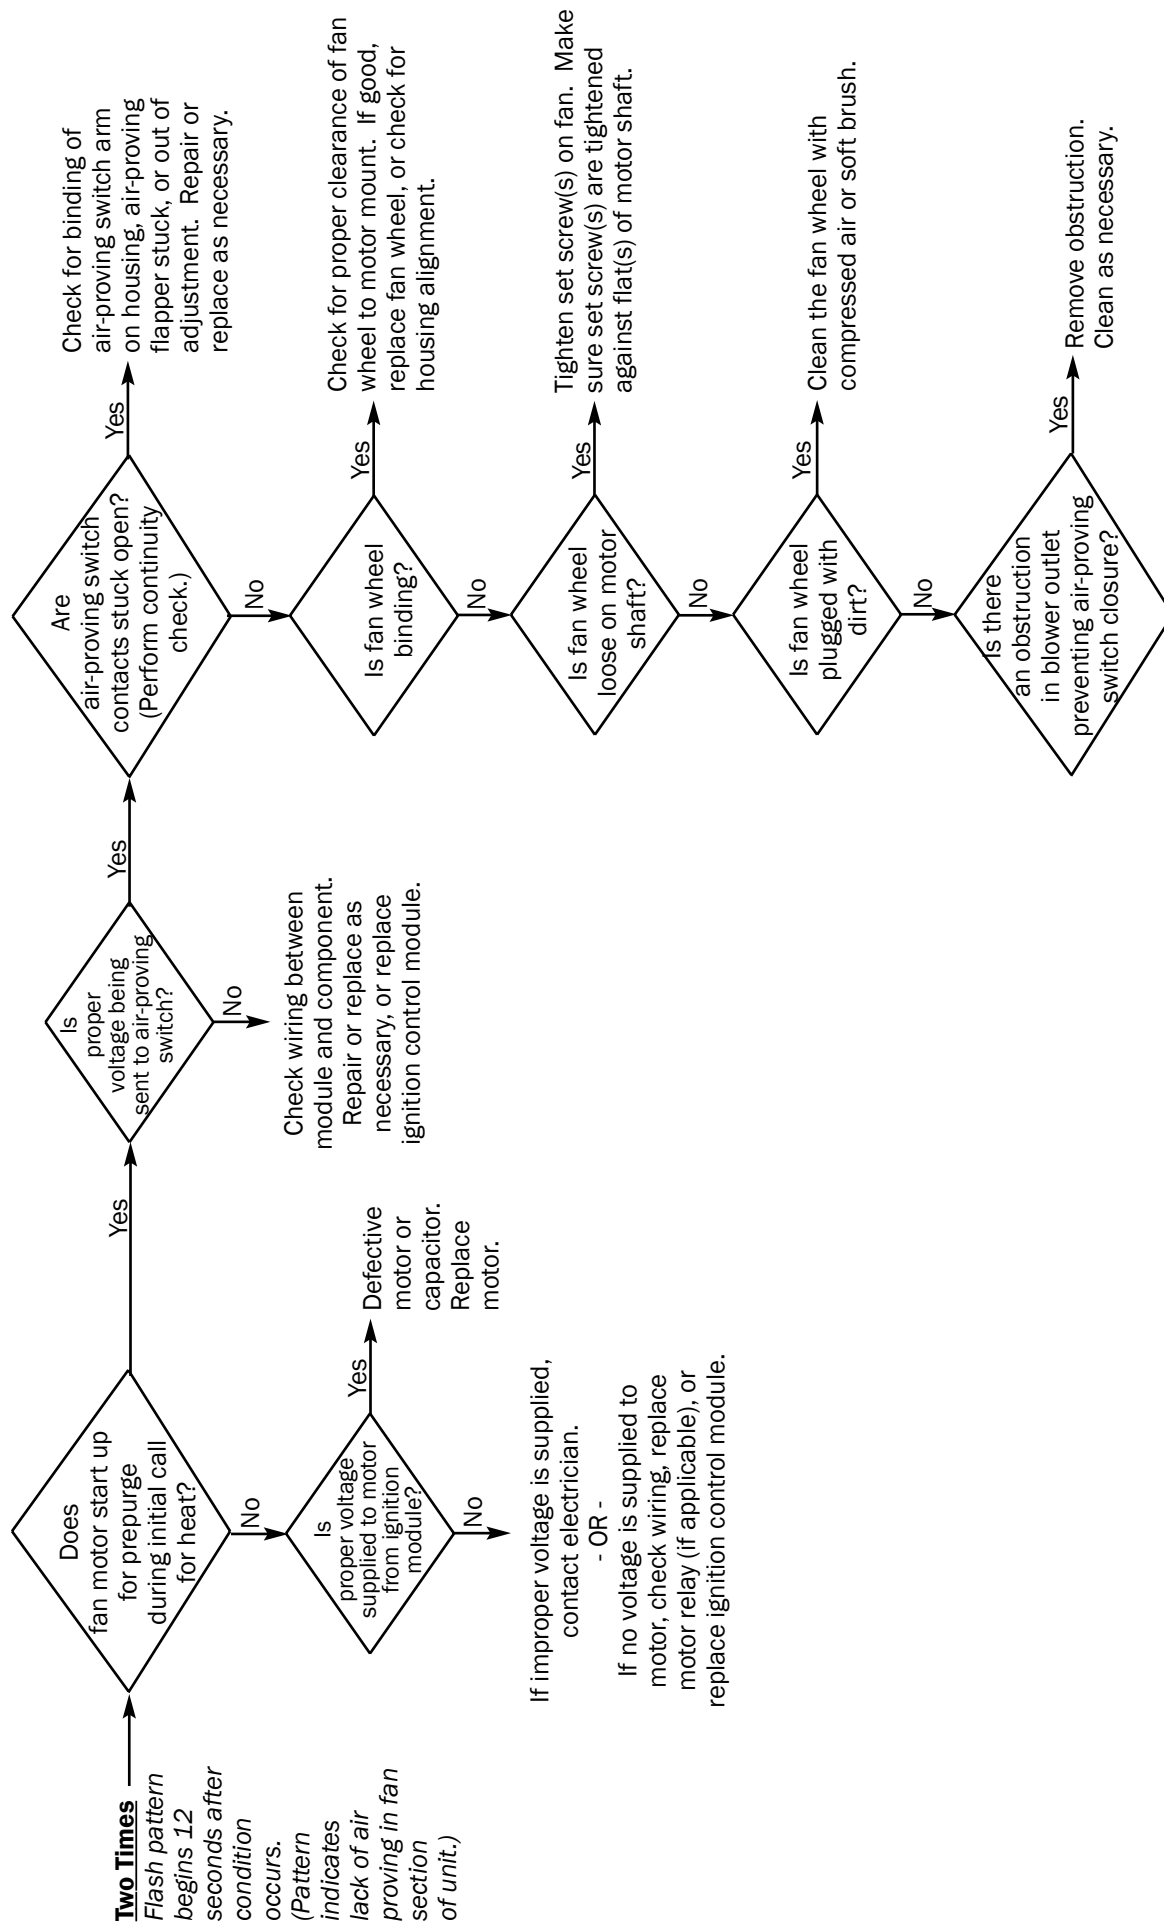 Two Times
Flash pattern
begins 12
seconds after
condition
occurs.
(Pattern
indicates
lack of air
proving in fan
section
of unit.)
Does
fan motor start up
for prepurge
during initial call
for heat?
Yes
No
Is
proper voltage
supplied to motor
from ignition
module?
Yes
Defective
motor or
capacitor.
Replace
motor.
No
If improper voltage is supplied,
contact electrician.
- OR -
If no voltage is supplied to
motor, check wiring, replace
motor relay (if applicable), or
replace ignition control module.
Is
proper
voltage being
sent to air-proving
switch?
Yes
No
Check wiring between
module and component.
Repair or replace as
necessary, or replace
ignition control module.
Are
air-proving switch
contacts stuck open?
(Perform continuity
check.)
Yes
Check for binding of
air-proving switch arm
on housing, air-proving
flapper stuck, or out of
adjustment.  Repair or
replace as necessary.
No
Is fan wheel
binding?
Yes
Check for proper clearance of fan
wheel to motor mount.  If good,
replace fan wheel, or check for
housing alignment.
No
Is fan wheel
loose on motor
shaft?
Yes
Tighten set screw(s) on fan.  Make
sure set screw(s) are tightened
against flat(s) of motor shaft.
No
Is fan wheel
plugged with
dirt?
Yes
Clean the fan wheel with
compressed air or soft brush.
No
Is there
an obstruction
in blower outlet
preventing air-proving
switch closure?
Yes
Remove obstruction.
Clean as necessary.